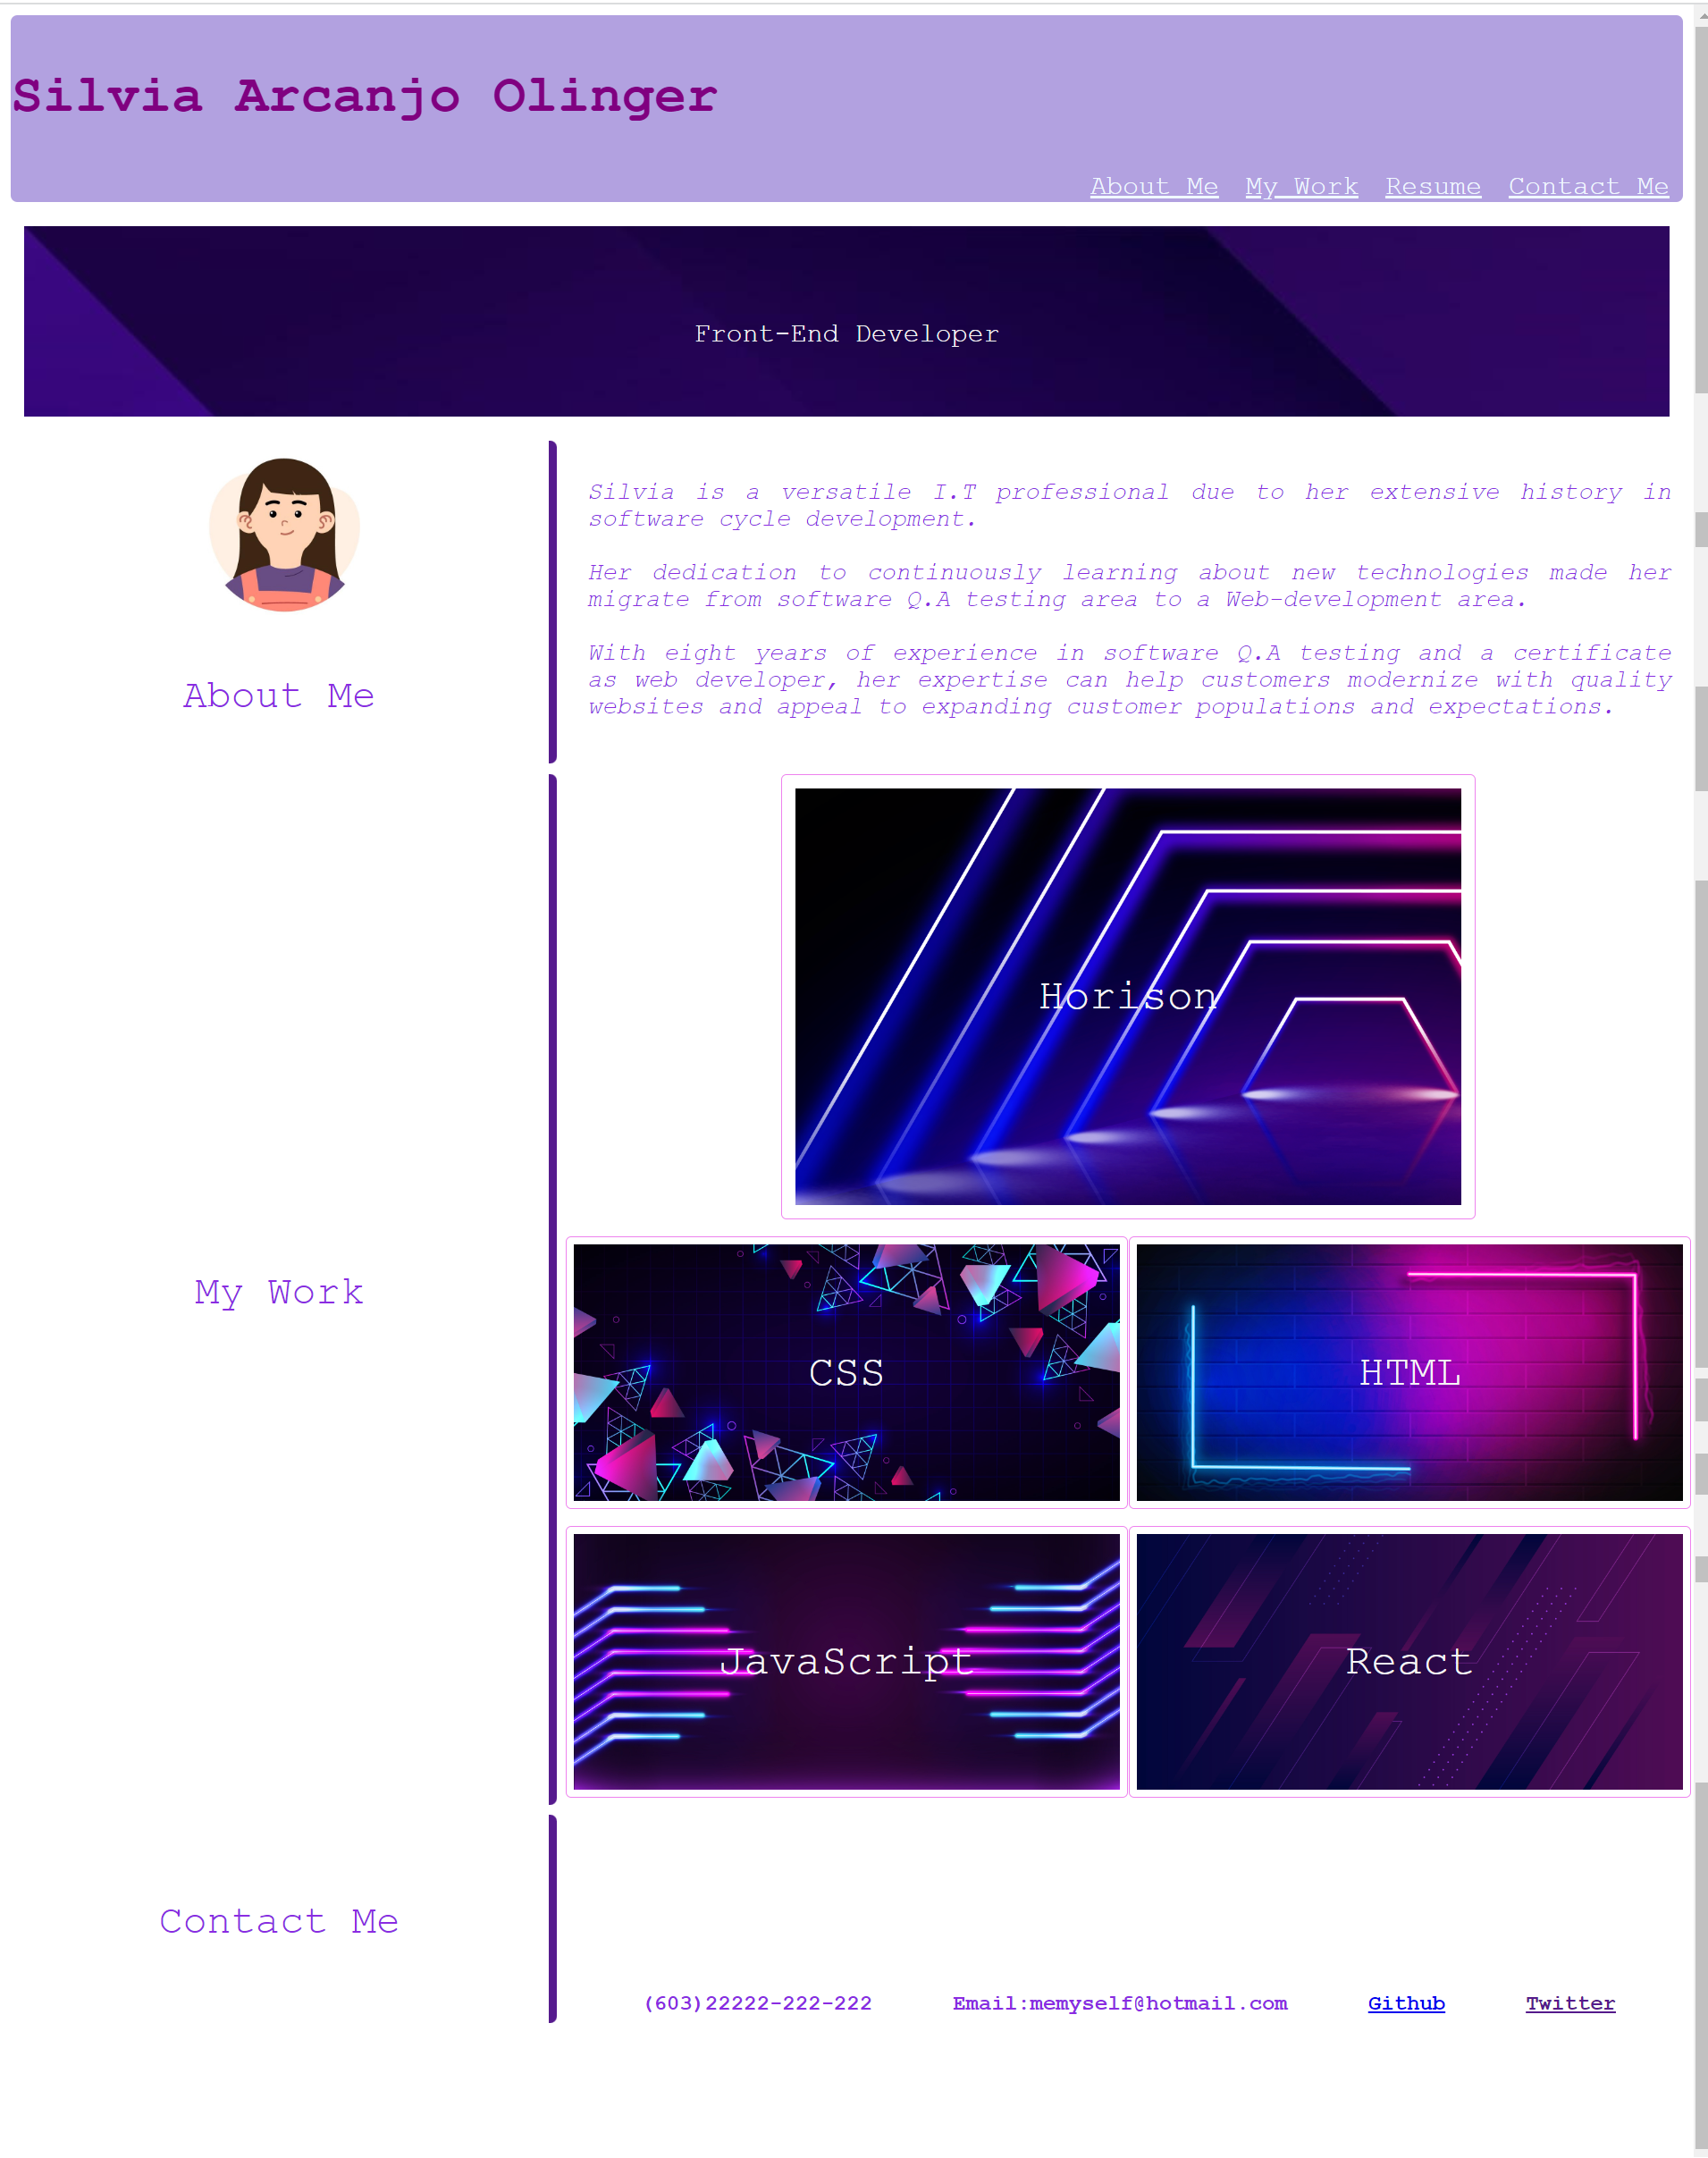 Silvia Arcanjo Olinger
About Me My Work Resume Contact Me
Front-End Developer
Silvia is a versatile I.T professional due to her extensive history in
software cycle development.
Her dedication to continuously learning about new technologies made her
migrate from software Q.A testing area to a Web-development area.
With eight years of experience in software Q.A testing and a certificate
as web developer, her expertise can help customers modernize with quality
websites and appeal to expanding customer populations and expectations.
About Me
Horison
My Work
CSS
HTML
JavaScript
React
Contact Me
(603)22222-222-222 Email:memyself@hotmail.com Github Twitter